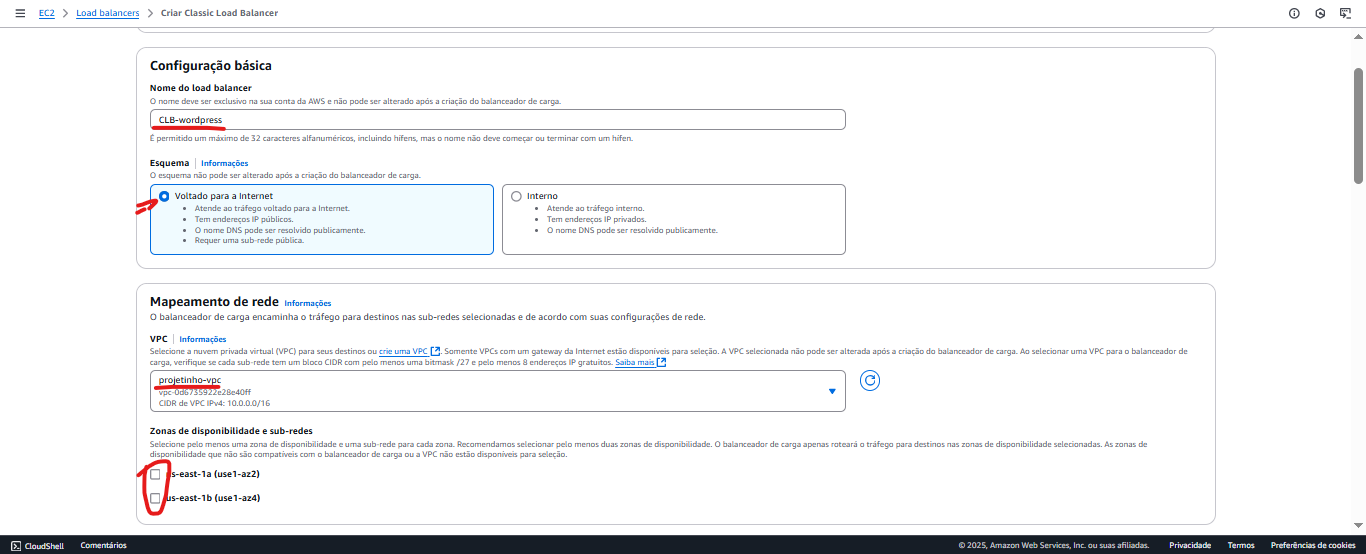 EC2 > Load balancers > Criar Classic Load Balancer
Configuração básica
Nome do load balancer
O nome deve ser exclusivo na sua conta da AWS e não pode ser alterado após a criação do balanceador de carga.
CLB-wordpress
É permitido um máximo de 32 caracteres alfanuméricos, incluindo hífens, mas o nome não deve começar ou terminar com um hífen.
Esquema | Informações
O esquema não pode ser alterado após a criação do balanceador de carga.
Voltado para a Internet
• Atende ao tráfego voltado para a Internet.
• Tem endereços IP públicos.
• O nome DNS pode ser resolvido publicamente.
• Requer uma sub-rede pública.
Interno
• Atende ao tráfego interno.
• Tem endereços IP privados.
• O nome DNS pode ser resolvido publicamente.
Mapeamento de rede Informações
O balanceador de carga encaminha o tráfego para destinos nas sub-redes selecionadas e de acordo com suas configurações de rede.
VPC | Informações
Selecione a nuvem privada virtual (VPC) para seus destinos ou crie uma VPC. Somente VPCs com um gateway da Internet estão disponíveis para seleção. A VPC selecionada não pode ser alterada após a criação do balanceador de carga. Ao selecionar uma VPC para o balanceador de
carga, verifique se cada sub-rede tem um bloco CIDR com pelo menos uma bitmask /27 e pelo menos 8 endereços IP gratuitos. Saiba mais
projetinho-vpc
vpc-0d6735922e28e40ff
CIDR de VPC IPv4: 10.0.0.0/16
Zonas de disponibilidade e sub-redes
Selecione pelo menos uma zona de disponibilidade e uma sub-rede para cada zona. Recomendamos selecionar pelo menos duas zonas de disponibilidade. O balanceador de carga apenas roteará o tráfego para destinos nas zonas de disponibilidade selecionadas. As zonas de
disponibilidade que não são compatíveis com o balanceador de carga ou a VPC não estão disponíveis para seleção.
us-east-1a (use1-az2)
us-east-1b (use1-az4)
CloudShell Comentários © 2025, Amazon Web Services, Inc. ou suas afiliadas. Privacidade Termos Preferências de cookies